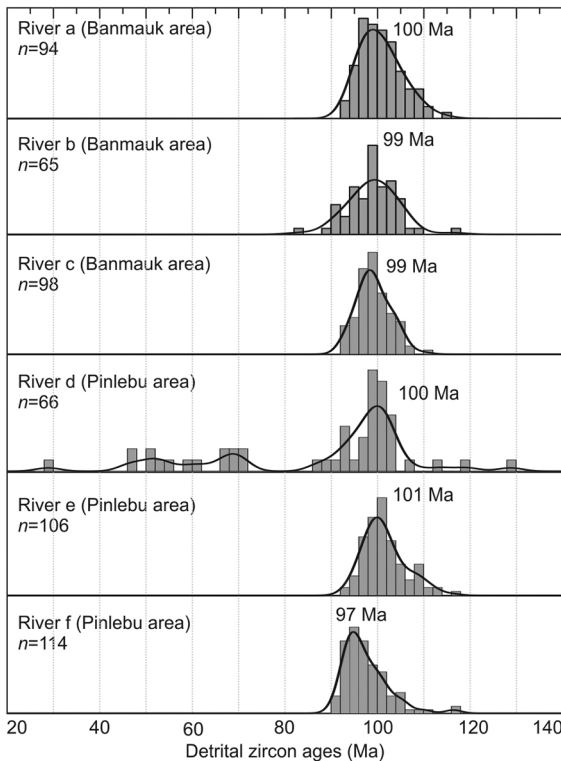 River a (Banmauk area)
n=94
100 Ma
River b (Banmauk area)
n=65
99 Ma
River c (Banmauk area)
n=98
99 Ma
River d (Pinlebu area)
n=66
100 Ma
River e (Pinlebu area)
n=106
101 Ma
River f (Pinlebu area)
n=114
97 Ma
20 40 60 80 100 120 140
Detrital zircon ages (Ma)